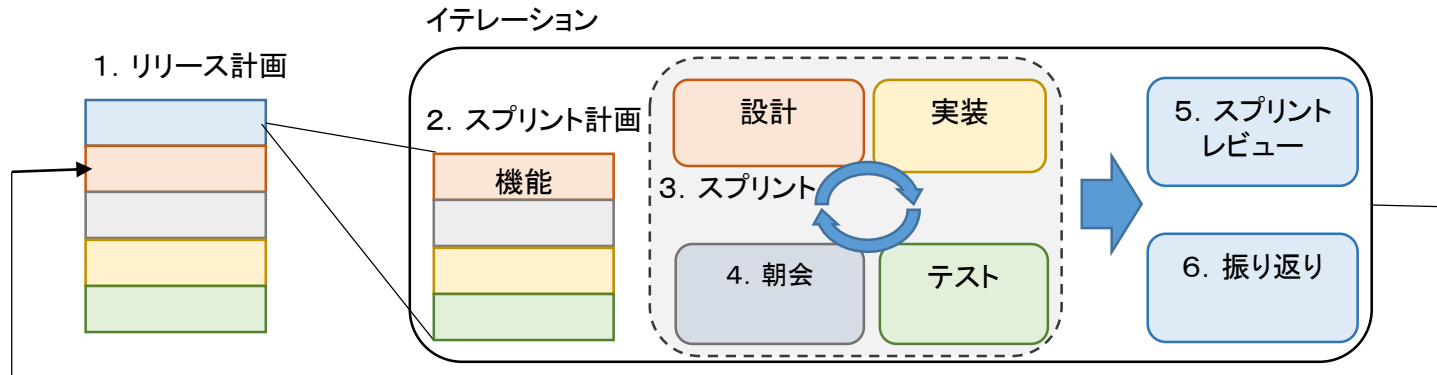 イテレーション
1．リリース計画
2．スプリント計画
機能
設計
実装
3．スプリント
4．朝会
テスト
5．スプリント
レビュー
6．振り返り